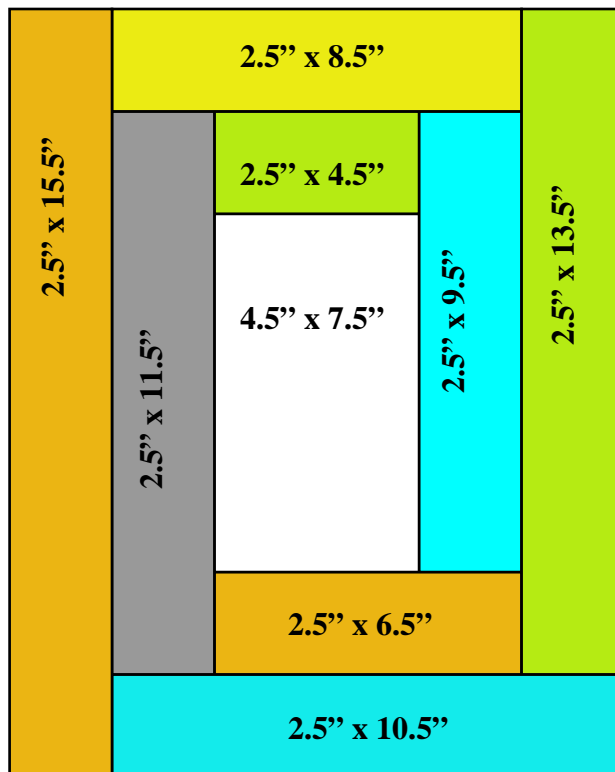 2.5” x 8.5”
2.5” x 15.5”
2.5” x 4.5”
2.5” x 13.5”
2.5” x 9.5”
4.5” x 7.5”
2.5” x 11.5”
2.5” x 6.5”
2.5” x 10.5”